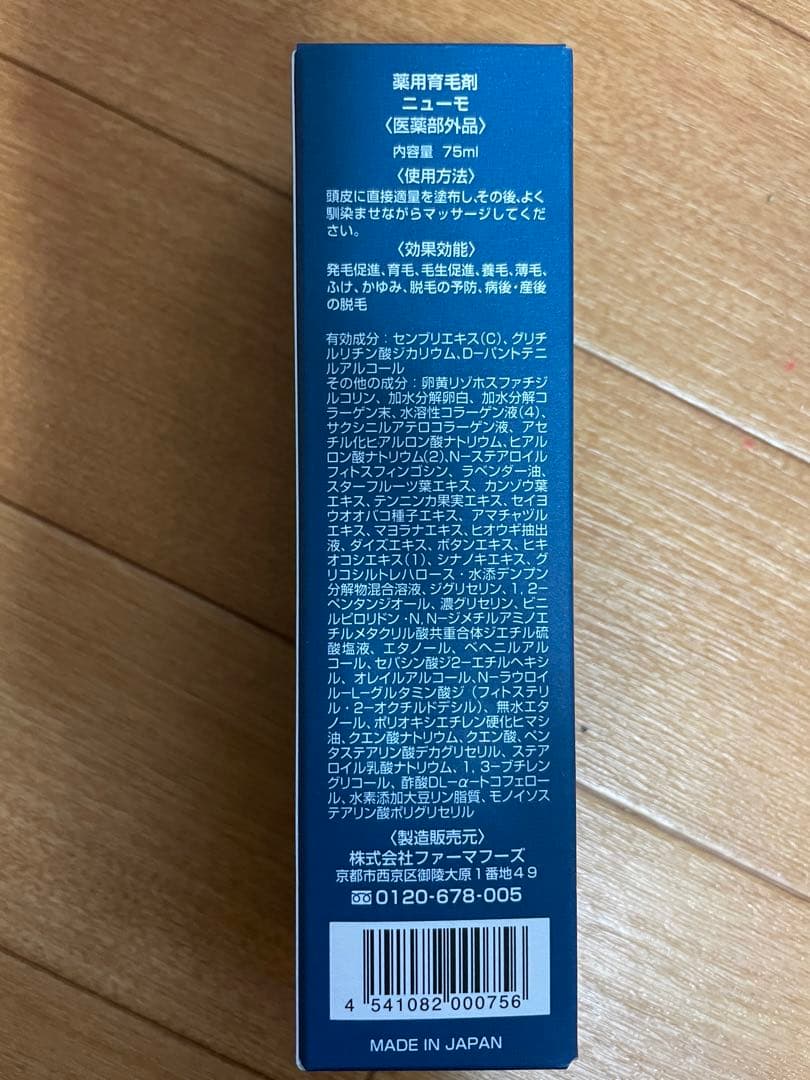 薬用育毛剤
ニューモ
〈医薬部外品〉
内容量 75ml
〈使用方法〉
頭皮に直接適量を塗布し、その後、よく
馴染ませながらマッサージしてくだ
さい。
〈効果効能〉
発毛促進、育毛、毛生促進、養毛、薄毛、
ふけ、かゆみ、脱毛の予防、病後・産後
の脱毛
有効成分：センブリエキス(C)、グリチ
ルリチン酸ジカリウム、D－パントテニ
ルアルコール
その他の成分：卵黄リゾホスファチジ
ルコリン、加水分解卵白、加水分解コ
ラーゲン末、水溶性コラーゲン液(4)、
サクシニルアテロコラーゲン液、アセ
チル化ヒアルロン酸ナトリウム、ヒアル
ロン酸ナトリウム(2)、N－ステアロイル
フィトスフィンゴシン、ラベンダー油、
スターフルーツ葉エキス、カンゾウ葉
エキス、テンニンカ果実エキス、セイヨ
ウオオバコ種子エキス、アマチャヅル
エキス、マヨラナエキス、ヒオウギ抽出
液、ダイズエキス、ボタンエキス、ヒキ
オコシエキス(1)、シナノキエキス、グ
リコシルトレハロース・水添デンプン
分解物混合溶液、ジグリセリン、1，2－
ペンタンジオール、濃グリセリン、ビニ
ルピロリドン・N，N－ジメチルアミノエ
チルメタクリル酸共重合体ジエチル硫
酸塩液、エタノール、ベヘニルアル
コール、セバシン酸ジ2－エチルヘキシ
ル、オレイルアルコール、N－ラウロイ
ル－L－グルタミン酸ジ（フィトステリ
ル・2－オクチルドデシル）、無水エタ
ノール、ポリオキシエチレン硬化ヒマシ
油、クエン酸ナトリウム、クエン酸、ペン
タステアリン酸デカグリセリル、ステア
ロイル乳酸ナトリウム、1，3－ブチレン
グリコール、酢酸DL－α－トコフェロー
ル、水素添加大豆リン脂質、モノイソス
テアリン酸ポリグリセリル
〈製造販売元〉
株式会社ファーマフーズ
京都市西京区御陵大原1番地49
0120-678-005
4 541082 000756
MADE IN JAPAN